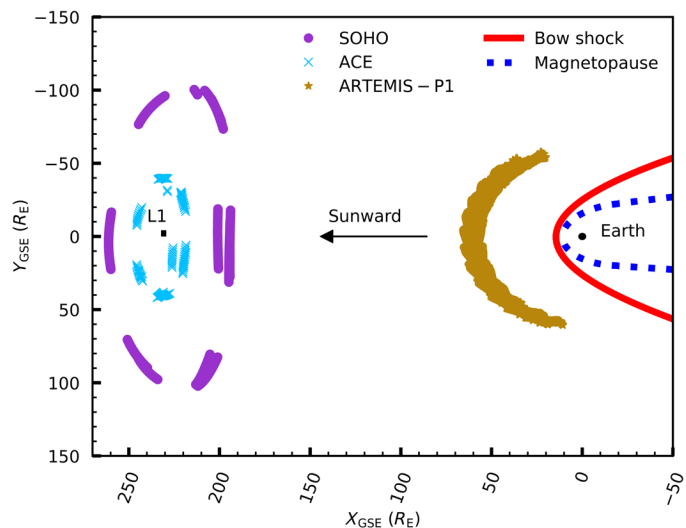 SOHO
ACE
ARTEMIS − P1
Bow shock
Magnetopause
−150
−100
−50
0
50
100
150
Y_GSE (R_E)
L1
Sunward
Earth
250
200
150
100
50
0
−50
X_GSE (R_E)